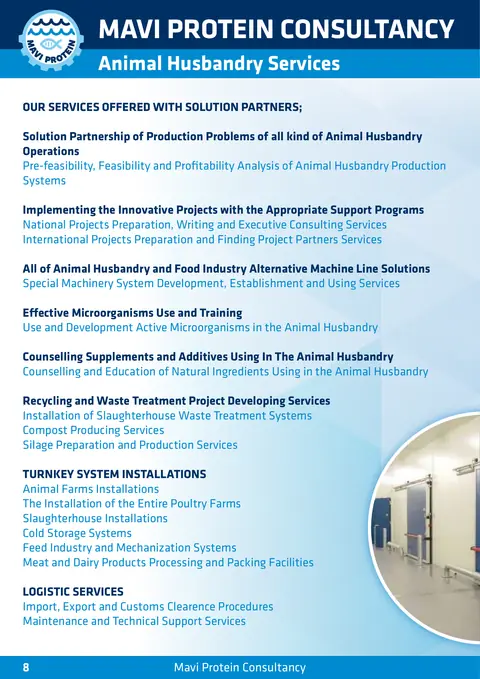 MAVI PROTEIN
MAVI PROTEIN CONSULTANCY
Animal Husbandry Services
OUR SERVICES OFFERED WITH SOLUTION PARTNERS;
Solution Partnership of Production Problems of all kind of Animal Husbandry
Operations
Pre-feasibility, Feasibility and Profitability Analysis of Animal Husbandry Production
Systems
Implementing the Innovative Projects with the Appropriate Support Programs
National Projects Preparation, Writing and Executive Consulting Services
International Projects Preparation and Finding Project Partners Services
All of Animal Husbandry and Food Industry Alternative Machine Line Solutions
Special Machinery System Development, Establishment and Using Services
Effective Microorganisms Use and Training
Use and Development Active Microorganisms in the Animal Husbandry
Counselling Supplements and Additives Using In The Animal Husbandry
Counselling and Education of Natural Ingredients Using in the Animal Husbandry
Recycling and Waste Treatment Project Developing Services
Installation of Slaughterhouse Waste Treatment Systems
Compost Producing Services
Silage Preparation and Production Services
TURNKEY SYSTEM INSTALLATIONS
Animal Farms Installations
The Installation of the Entire Poultry Farms
Slaughterhouse Installations
Cold Storage Systems
Feed Industry and Mechanization Systems
Meat and Dairy Products Processing and Packing Facilities
LOGISTIC SERVICES
Import, Export and Customs Clearence Procedures
Maintenance and Technical Support Services
8
Mavi Protein Consultancy